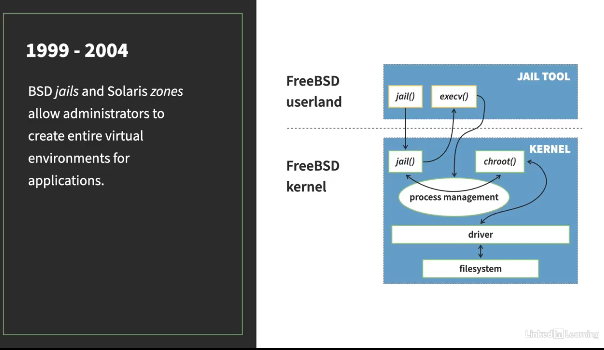 1999 - 2004
BSD jails and Solaris zones
allow administrators to
create entire virtual
environments for
applications.
FreeBSD
userland
JAIL TOOL
jail()
execv()
FreeBSD
kernel
KERNEL
jail()
chroot()
process management
driver
filesystem
LinkedIn Learning